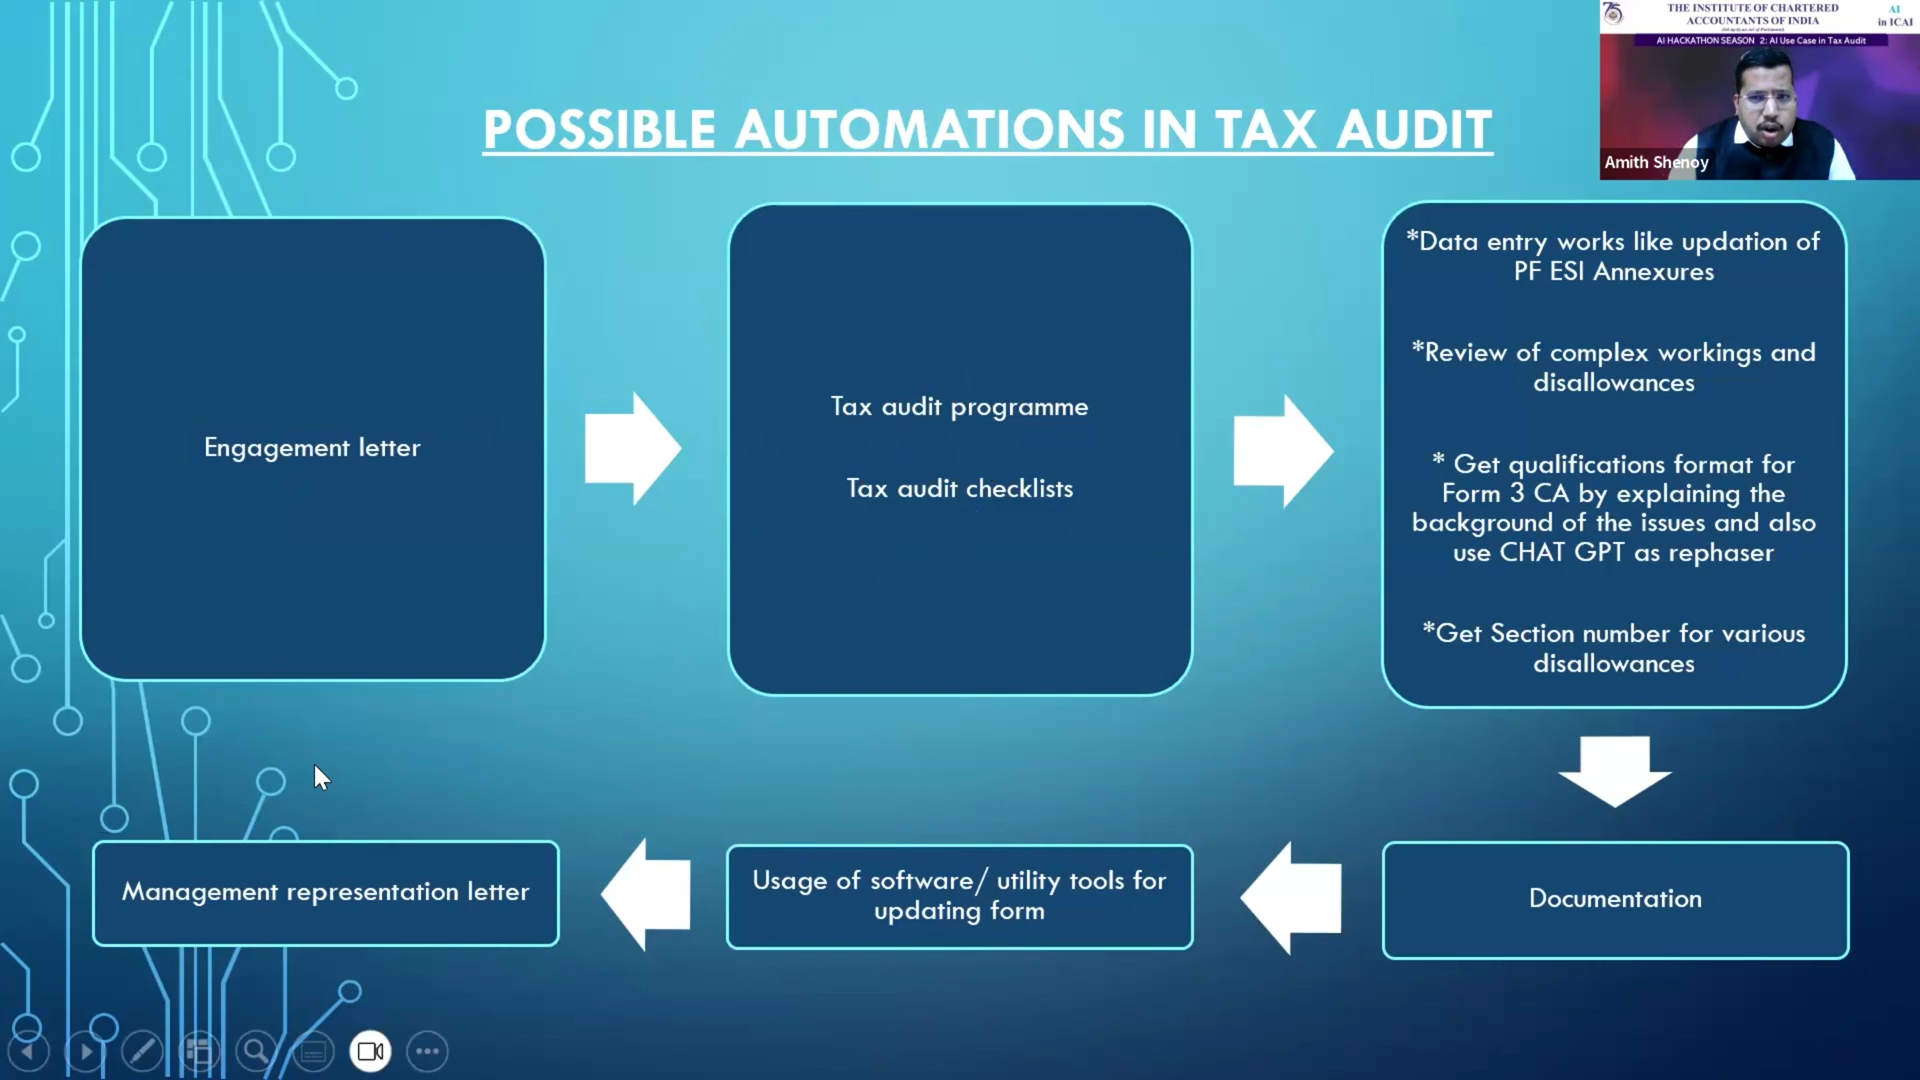 THE INSTITUTE OF CHARTERED
ACCOUNTANTS OF INDIA
AI
in ICAI
AI HACKATHON SEASON 2: AI Use Case in Tax Audit
Amith Shenoy
POSSIBLE AUTOMATIONS IN TAX AUDIT
Engagement letter
Tax audit programme
Tax audit checklists
*Data entry works like updation of
PF ESI Annexures
*Review of complex workings and
disallowances
* Get qualifications format for
Form 3 CA by explaining the
background of the issues and also
use CHAT GPT as rephaser
*Get Section number for various
disallowances
Documentation
Usage of software/ utility tools for
updating form
Management representation letter